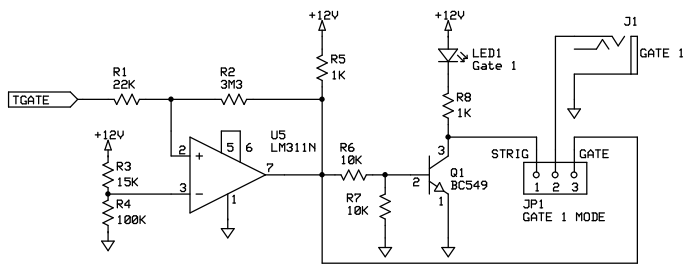 +12V
+12V
J1
GATE 1
LED1
Gate 1
R5
1K
R1
22K
R2
3M3
TGATE
R8
1K
+12V
U5
LM311N
5 6
2 +
R3
15K
3 -
7
1
R4
100K
R6
10K
R7
10K
3
2
1
Q1
BC549
STRIG
GATE
1 2 3
JP1
GATE 1 MODE